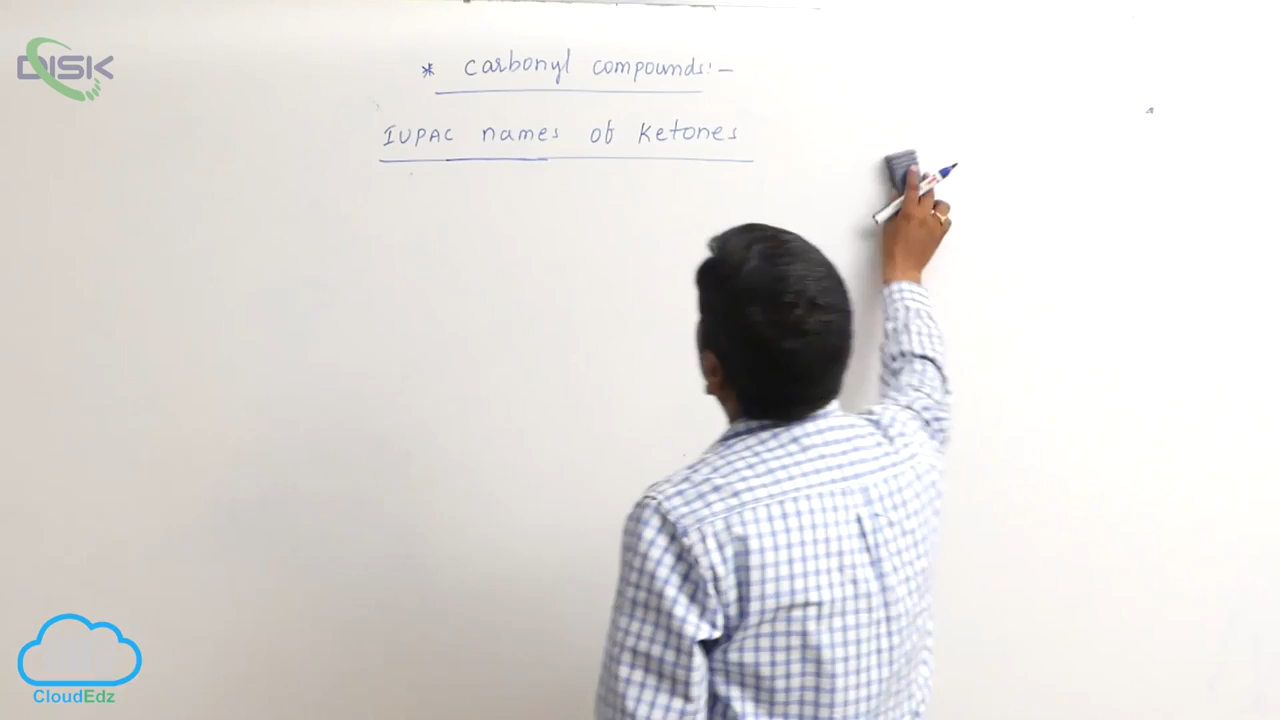 DISK
* carbonyl compounds:-
IUPAC names of Ketones
CloudEdz